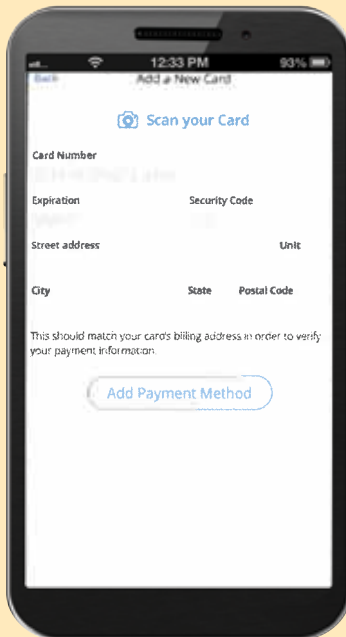 12:33 PM 93%
Back Add a New Card
Scan your Card
Card Number
Expiration Security Code
Street address Unit
City State Postal Code
This should match your card's billing address in order to verify
your payment information.
Add Payment Method